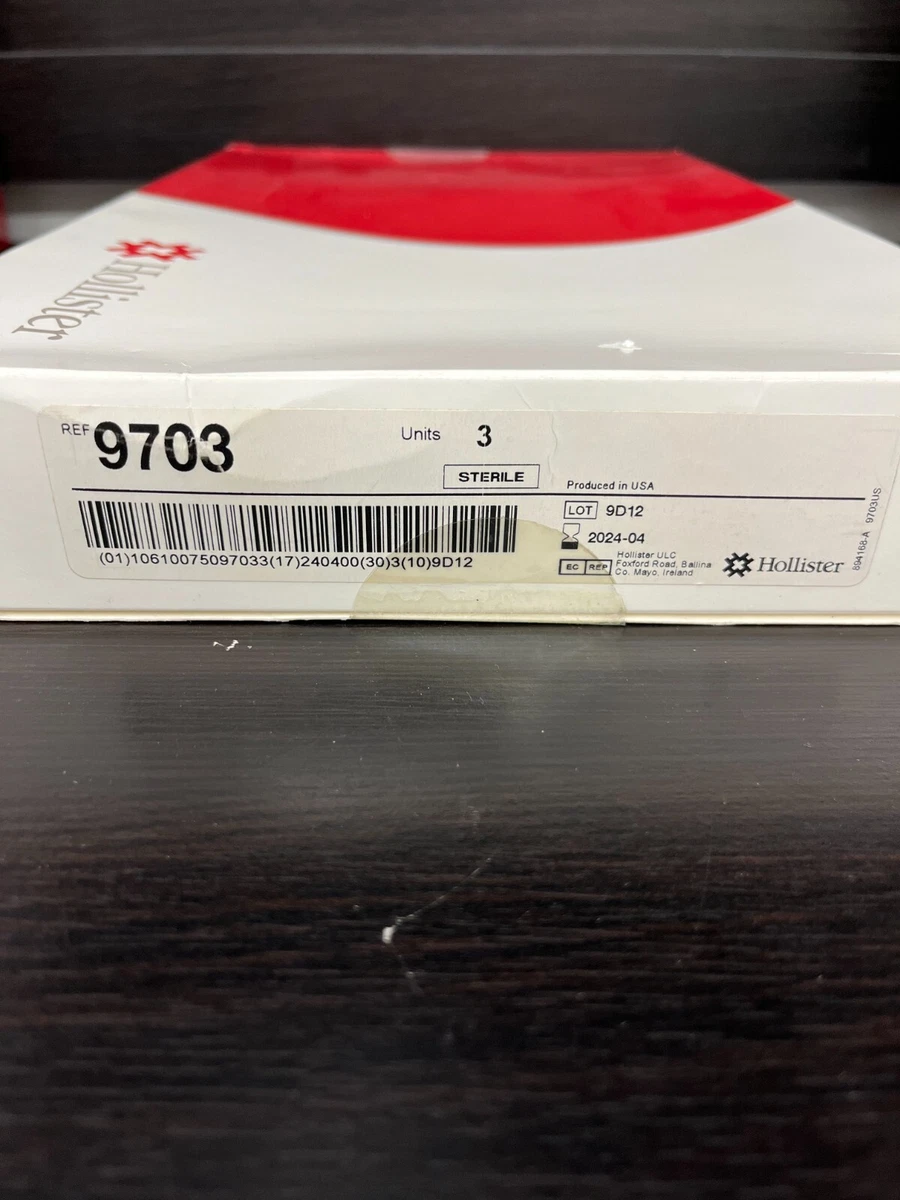 Hollister
REF 9703
Units 3
STERILE
Produced in USA
LOT 9D12
2024-04
(01)10610075097033(17)240400(30)3(10)9D12
EC REP
Hollister ULC
Foxford Road, Ballina
Co. Mayo, Ireland
Hollister
894168-A 9703US